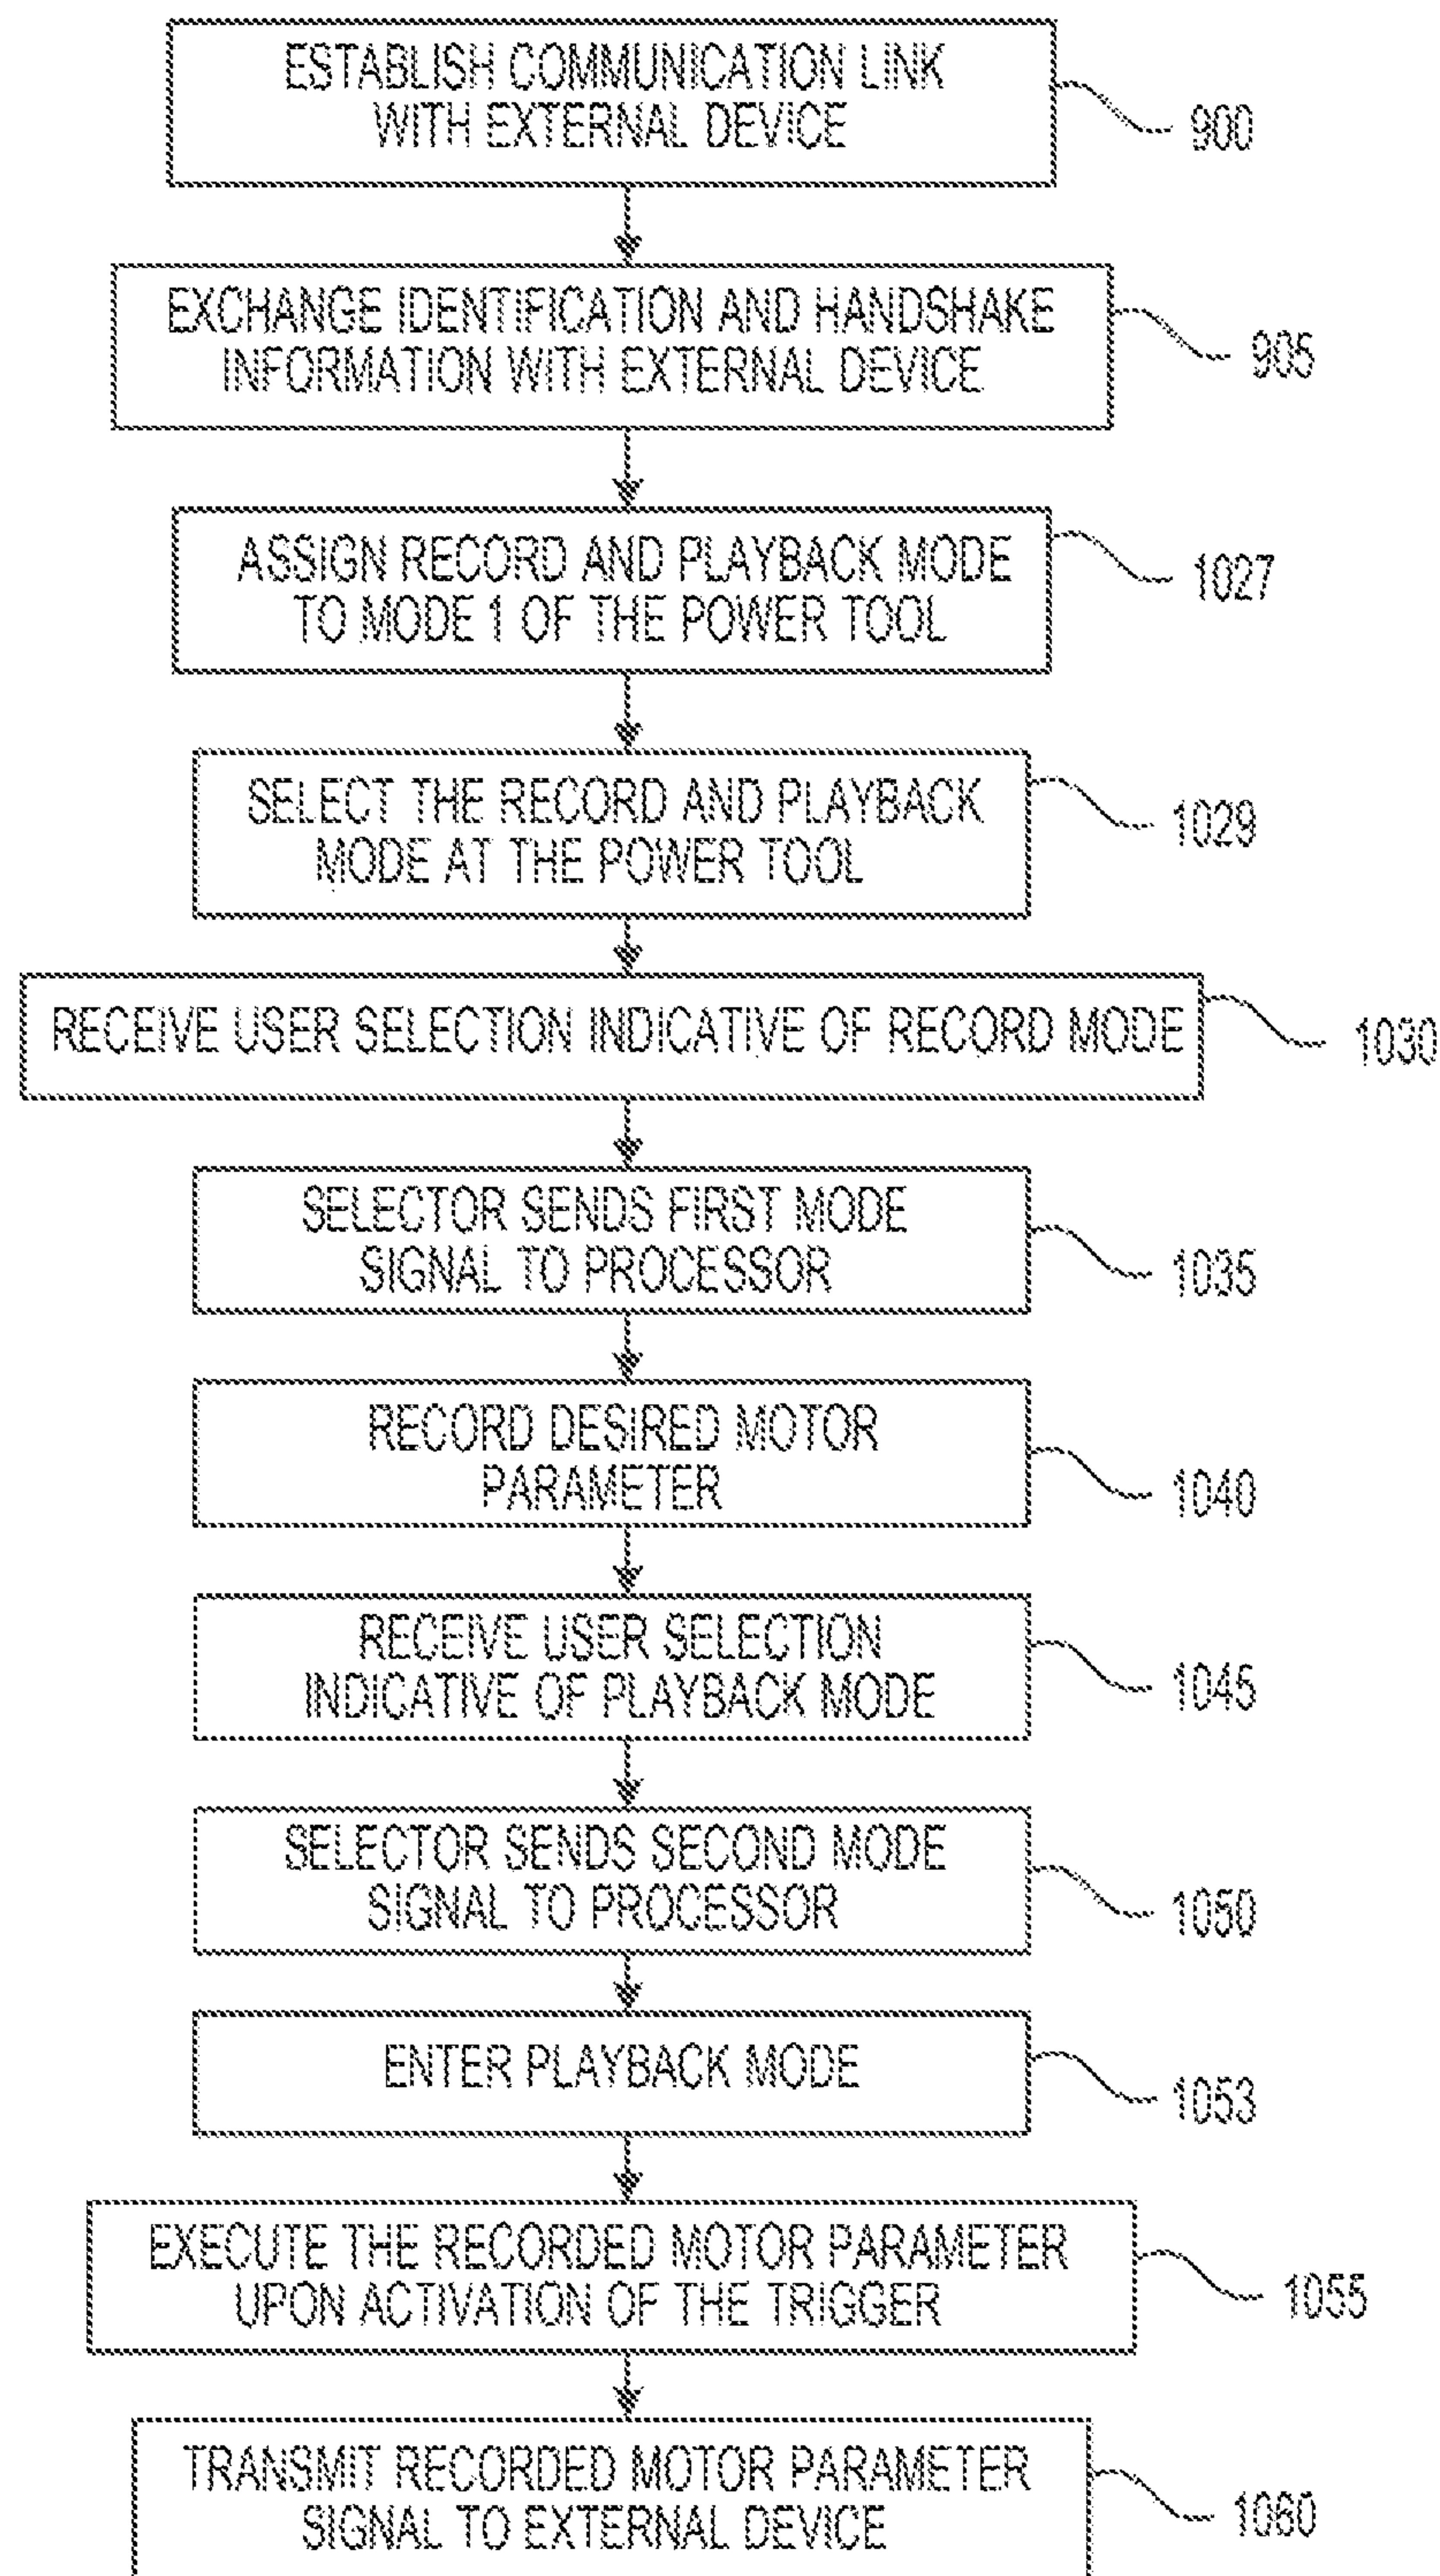 ESTABLISH COMMUNICATION LINK
WITH EXTERNAL DEVICE
900
EXCHANGE IDENTIFICATION AND HANDSHAKE
INFORMATION WITH EXTERNAL DEVICE
905
ASSIGN RECORD AND PLAYBACK MODE
TO MODE 1 OF THE POWER TOOL
1027
SELECT THE RECORD AND PLAYBACK
MODE AT THE POWER TOOL
1029
RECEIVE USER SELECTION INDICATIVE OF RECORD MODE
1030
SELECTOR SENDS FIRST MODE
SIGNAL TO PROCESSOR
1035
RECORD DESIRED MOTOR
PARAMETER
1040
RECEIVE USER SELECTION
INDICATIVE OF PLAYBACK MODE
1045
SELECTOR SENDS SECOND MODE
SIGNAL TO PROCESSOR
1050
ENTER PLAYBACK MODE
1053
EXECUTE THE RECORDED MOTOR PARAMETER
UPON ACTIVATION OF THE TRIGGER
1055
TRANSMIT RECORDED MOTOR PARAMETER
SIGNAL TO EXTERNAL DEVICE
1060